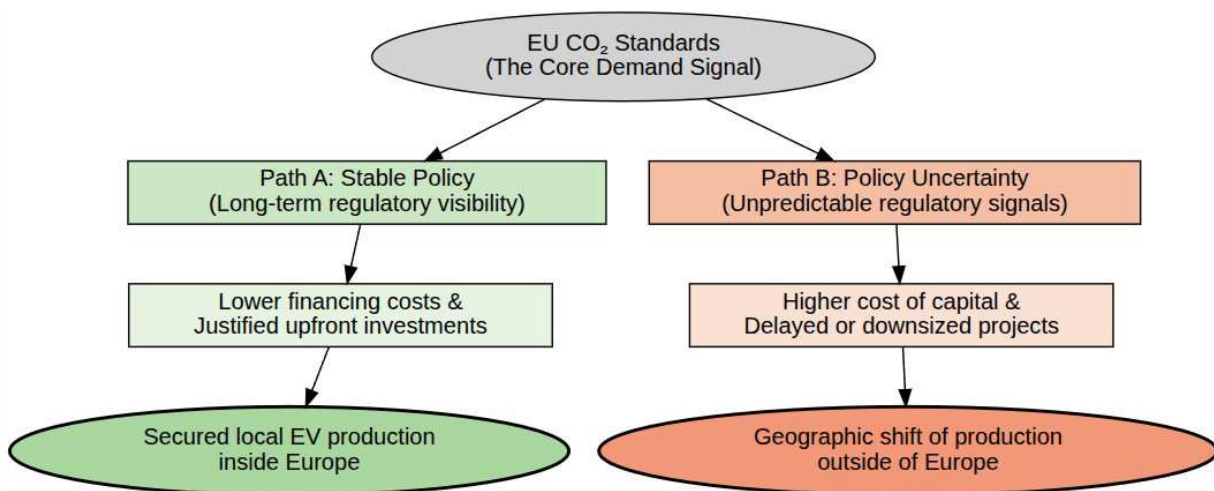 EU CO₂ Standards
(The Core Demand Signal)
Path A: Stable Policy
(Long-term regulatory visibility)
Path B: Policy Uncertainty
(Unpredictable regulatory signals)
Lower financing costs &
Justified upfront investments
Higher cost of capital &
Delayed or downsized projects
Secured local EV production
inside Europe
Geographic shift of production
outside of Europe